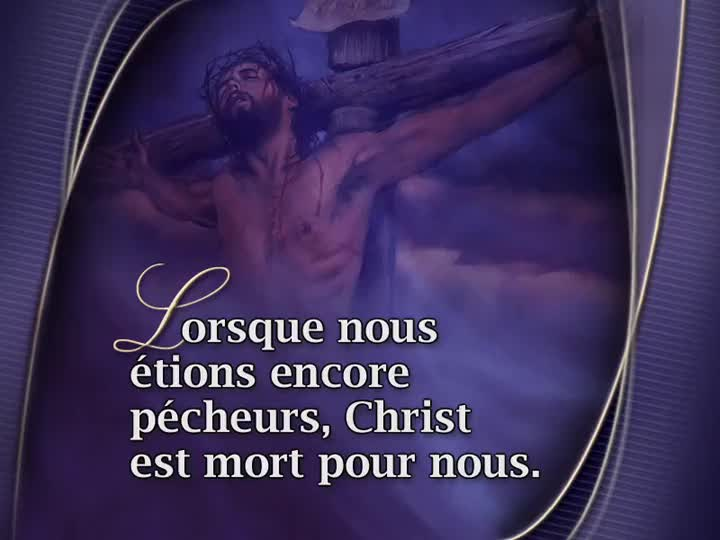 Lorsque nous
étions encore
pécheurs, Christ
est mort pour nous.